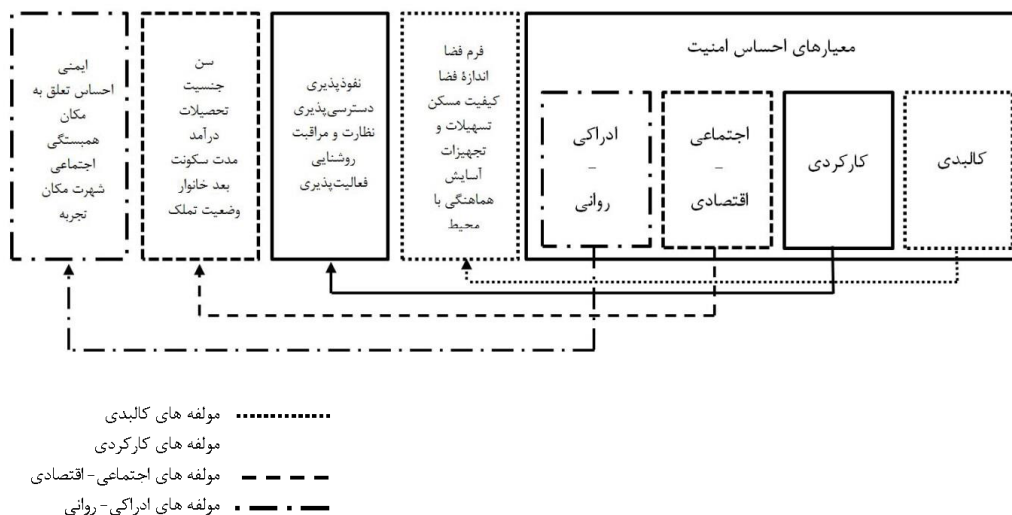 معیارهای احساس امنیت
کالبدی
کارکردی
اجتماعی
–
اقتصادی
ادراکی
–
روانی
فرم فضا
اندازۀ فضا
کیفیت مسکن
تسهیلات و
تجهیزات
آسایش
هماهنگی با
محیط
نفوذپذیری
دسترسی‌پذیری
نظارت و مراقبت
روشنایی
فعالیت‌پذیری
سن
جنسیت
تحصیلات
درآمد
مدت سکونت
بعد خانوار
وضعیت تملک
ایمنی
احساس تعلق به
مکان
همبستگی
اجتماعی
شهرت مکان
تجربه
مولفه های کالبدی
مولفه های کارکردی
مولفه های اجتماعی- اقتصادی
مولفه های ادراکی- روانی